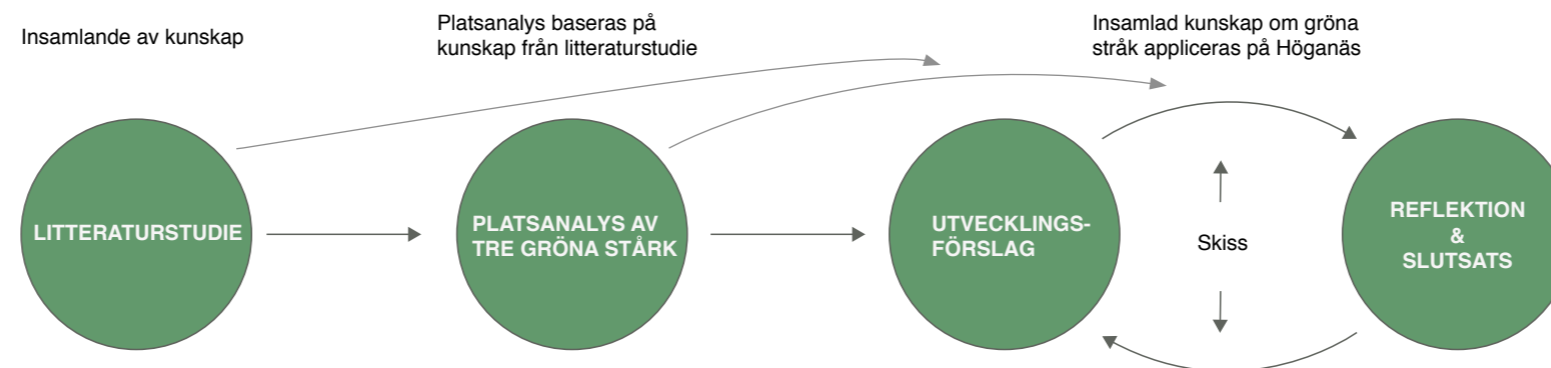 Insamlande av kunskap
Platsanalys baseras på
kunskap från litteraturstudie
Insamlad kunskap om gröna
stråk appliceras på Höganäs
LITTERATURSTUDIE
PLATSANALYS AV
TRE GRÖNA STÅRK
UTVECKLINGS-
FÖRSLAG
Skiss
REFLEKTION
&
SLUTSATS